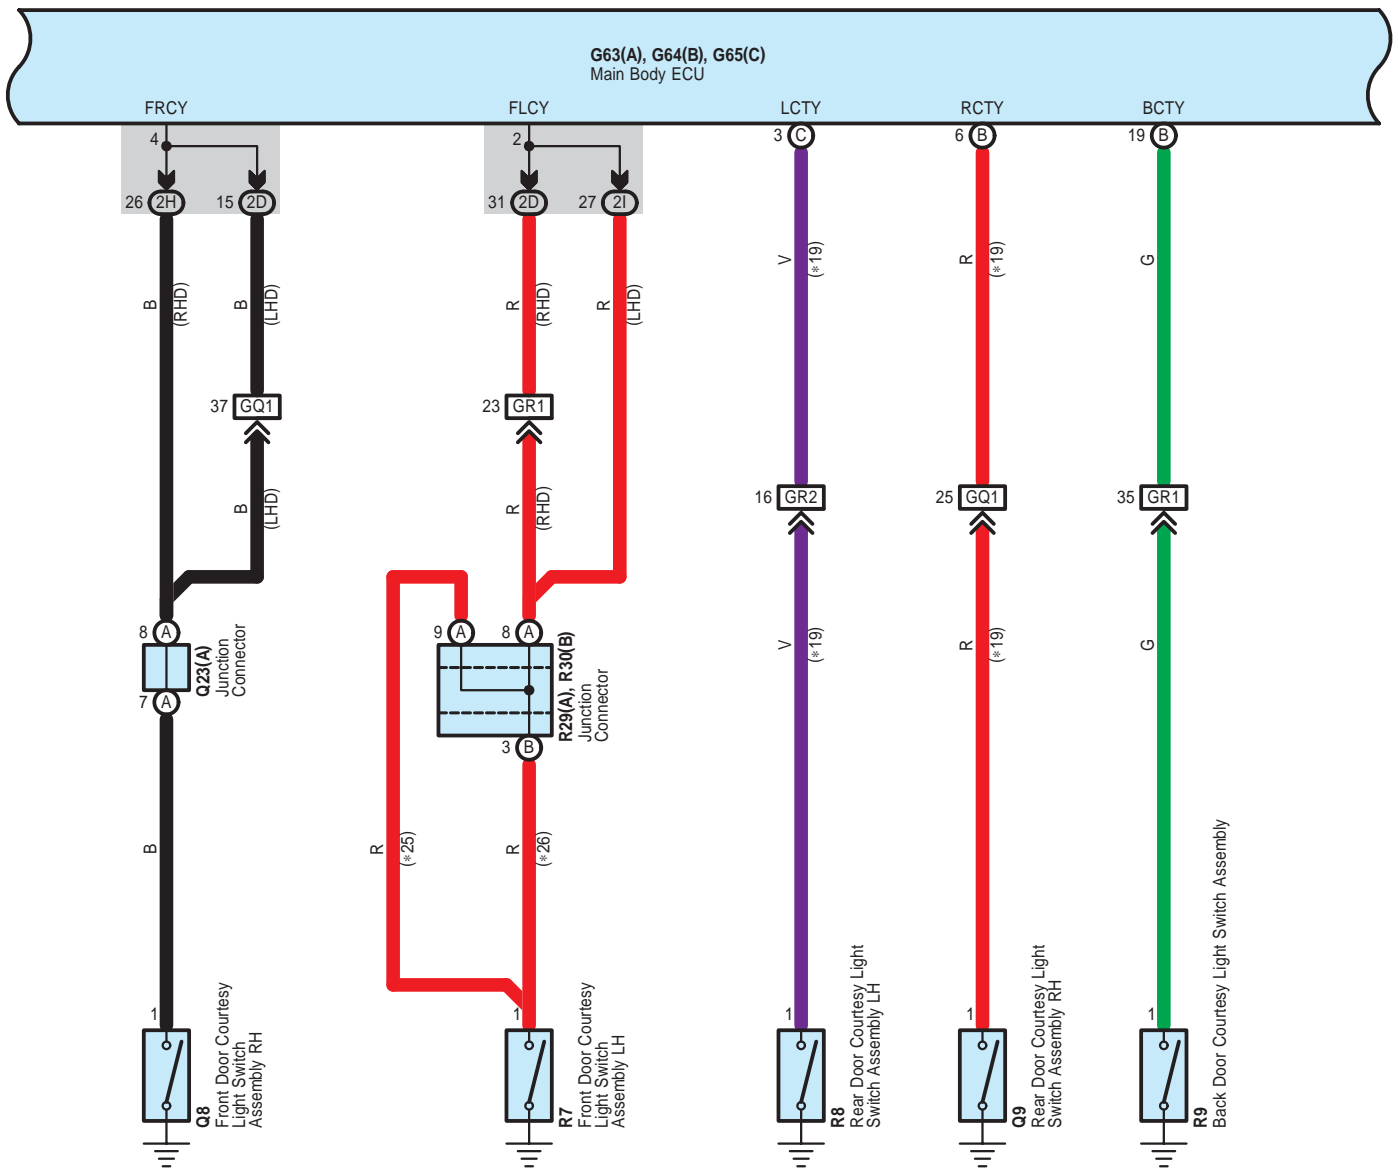 G63(A), G64(B), G65(C)
Main Body ECU
FRCY
FLCY
LCTY
RCTY
BCTY
4
2
3 C
6 B
19 B
26 2H
15 2D
31 2D
27 2I
V
(*19)
R
(*19)
G
B
(RHD)
B
(LHD)
R
(RHD)
R
(LHD)
37 GQ1
23 GR1
16 GR2
25 GQ1
35 GR1
B
(LHD)
R
(RHD)
8 A
Q23(A)
Junction
Connector
7 A
9 A
8 A
R29(A), R30(B)
Junction
Connector
3 B
V
(*19)
R
(*19)
G
B
R
(*25)
R
(*26)
1
Q8
Front Door Courtesy
Light Switch
Assembly RH
1
R7
Front Door Courtesy
Light Switch
Assembly LH
1
R8
Rear Door Courtesy Light
Switch Assembly LH
1
Q9
Rear Door Courtesy Light
Switch Assembly RH
1
R9
Back Door Courtesy Light Switch Assembly